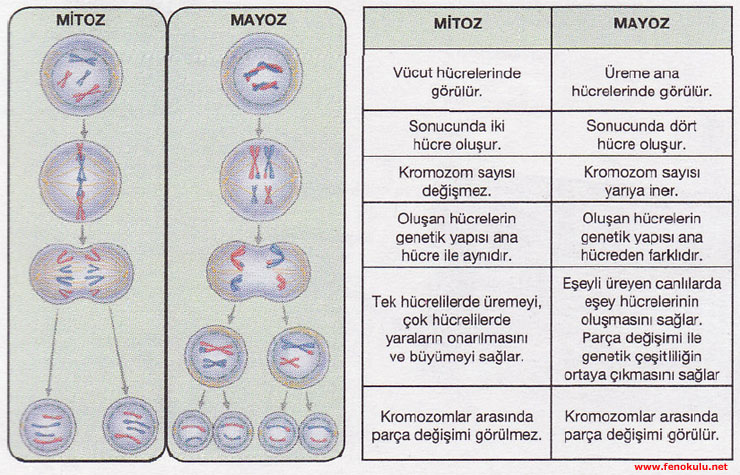 MİTOZ
MAYOZ
MİTOZ
MAYOZ
Vücut hücrelerinde
görülür.
Üreme ana
hücrelerinde görülür.
Sonucunda iki
hücre oluşur.
Sonucunda dört
hücre oluşur.
Kromozom sayısı
değişmez.
Kromozom sayısı
yarıya iner.
Oluşan hücrelerin
genetik yapısı ana
hücre ile aynıdır.
Oluşan hücrelerin
genetik yapısı ana
hücreden farklıdır.
Tek hücrelilerde üremeyi,
çok hücrelilerde
yaraların onarılmasını
ve büyümeyi sağlar.
Eşeyli üreyen canlılarda
eşey hücrelerinin
oluşmasını sağlar.
Parça değişimi ile
genetik çeşitliliğin
ortaya çıkmasını sağlar
Kromozomlar arasında
parça değişimi görülmez.
Kromozomlar arasında
parça değişimi görülür.
www.fenokulu.net